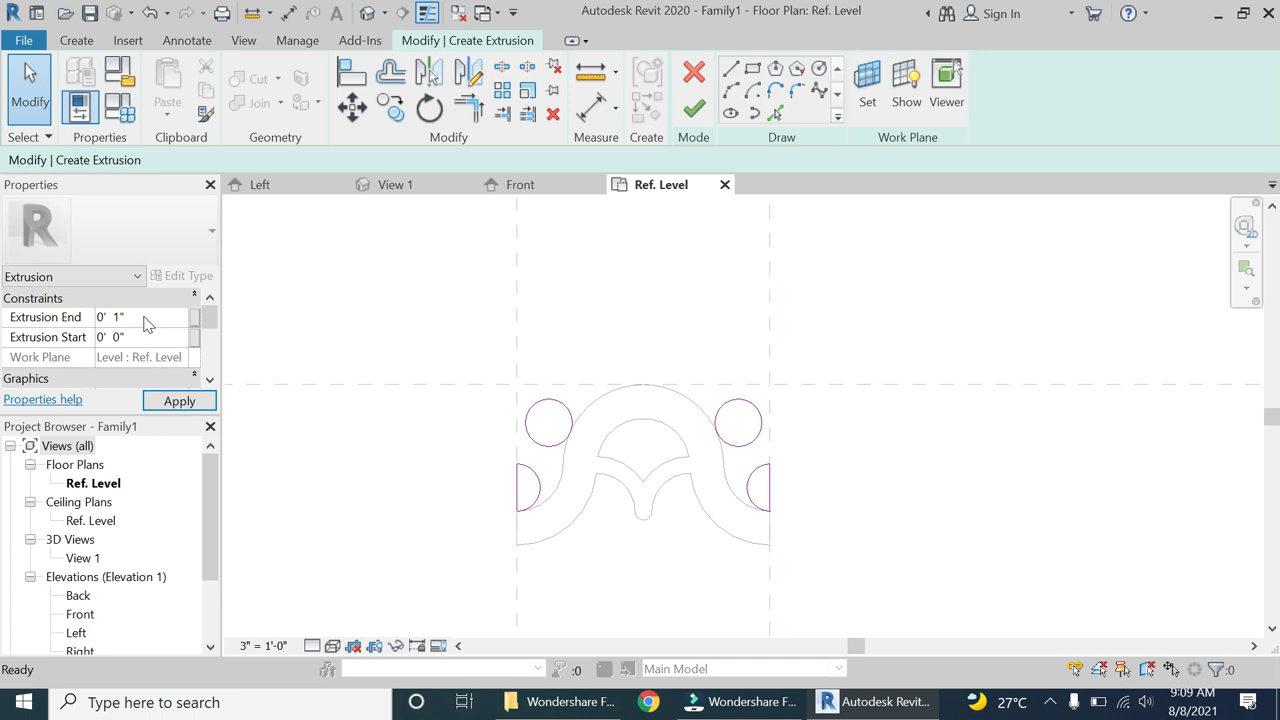 Autodesk Revit 2020 - Family1 - Floor Plan: Ref. Level
Sign In
File Create Insert Annotate View Manage Add-Ins Modify | Create Extrusion
Modify Paste Cut Join Set Show Viewer
Select Properties Clipboard Geometry Modify Measure Create Mode Draw Work Plane
Modify | Create Extrusion
Properties
Left View 1 Front Ref. Level
R
Extrusion Edit Type
Constraints
Extrusion End 0' 1"
Extrusion Start 0' 0"
Work Plane Level : Ref. Level
Graphics
Properties help Apply
Project Browser - Family1
Views (all)
Floor Plans
Ref. Level
Ceiling Plans
Ref. Level
3D Views
View 1
Elevations (Elevation 1)
Back
Front
Left
Right
3" = 1'-0"
Ready :0 Main Model :0
Type here to search Wondershare F... Wondershare F... Autodesk Revit... 27°C 9:09 AM
8/8/2021